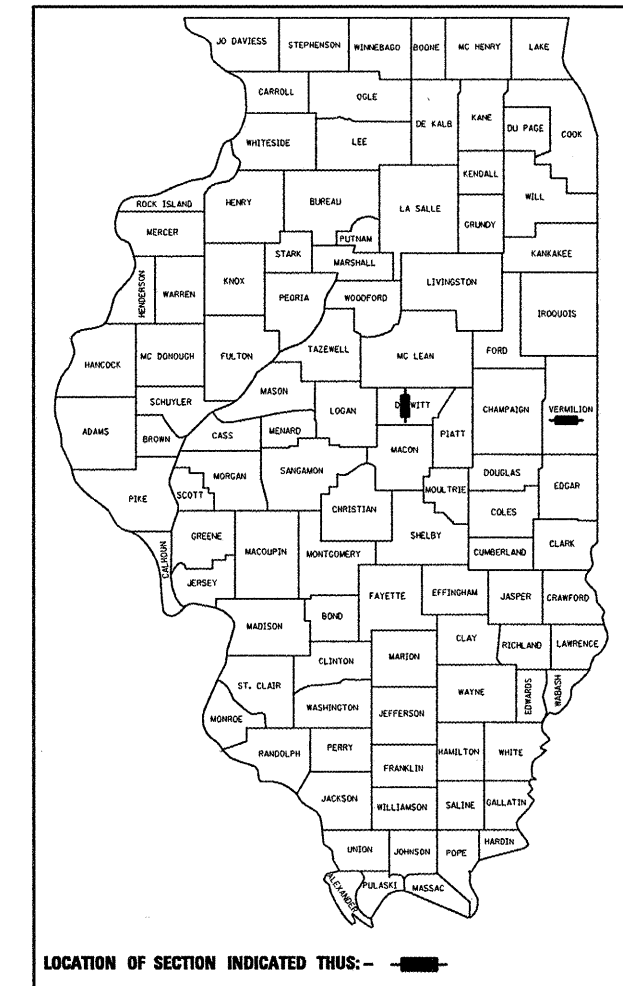 JO DAVIESS STEPHENSON WINNEBAGO BOONE MC HENRY LAKE
CARROLL OGLE DE KALB KANE DU PAGE COOK
WHITESIDE LEE
KENDALL WILL
ROCK ISLAND HENRY BUREAU LA SALLE GRUNDY
MERCER PUTNAM
STARK MARSHALL KANKAKEE
HENDERSON WARREN KNOX PEORIA WOODFORD LIVINGSTON IROQUOIS
HANCOCK MC DONOUGH FULTON TAZEWELL MC LEAN FORD
MASON
SCHUYLER LOGAN D WITT CHAMPAIGN VERMILION
ADAMS BROWN CASS MENARD MACON PIATT
MORGAN SANGAMON DOUGLAS
PIKE SCOTT CHRISTIAN MOULTRIE EDGAR
COLES
GREENE SHELBY
CALHOUN MACOUPIN MONTGOMERY CUMBERLAND CLARK
JERSEY
FAYETTE EFFINGHAM JASPER CRAWFORD
MADISON BOND
CLAY RICHLAND LAWRENCE
CLINTON MARION
ST. CLAIR WAYNE EDWARDS WABASH
MONROE WASHINGTON JEFFERSON
RANDOLPH PERRY HAMILTON WHITE
FRANKLIN
JACKSON WILLIAMSON SALINE GALLATIN
UNION JOHNSON POPE HARDIN
ALEXANDER PULASKI MASSAC
LOCATION OF SECTION INDICATED THUS: -